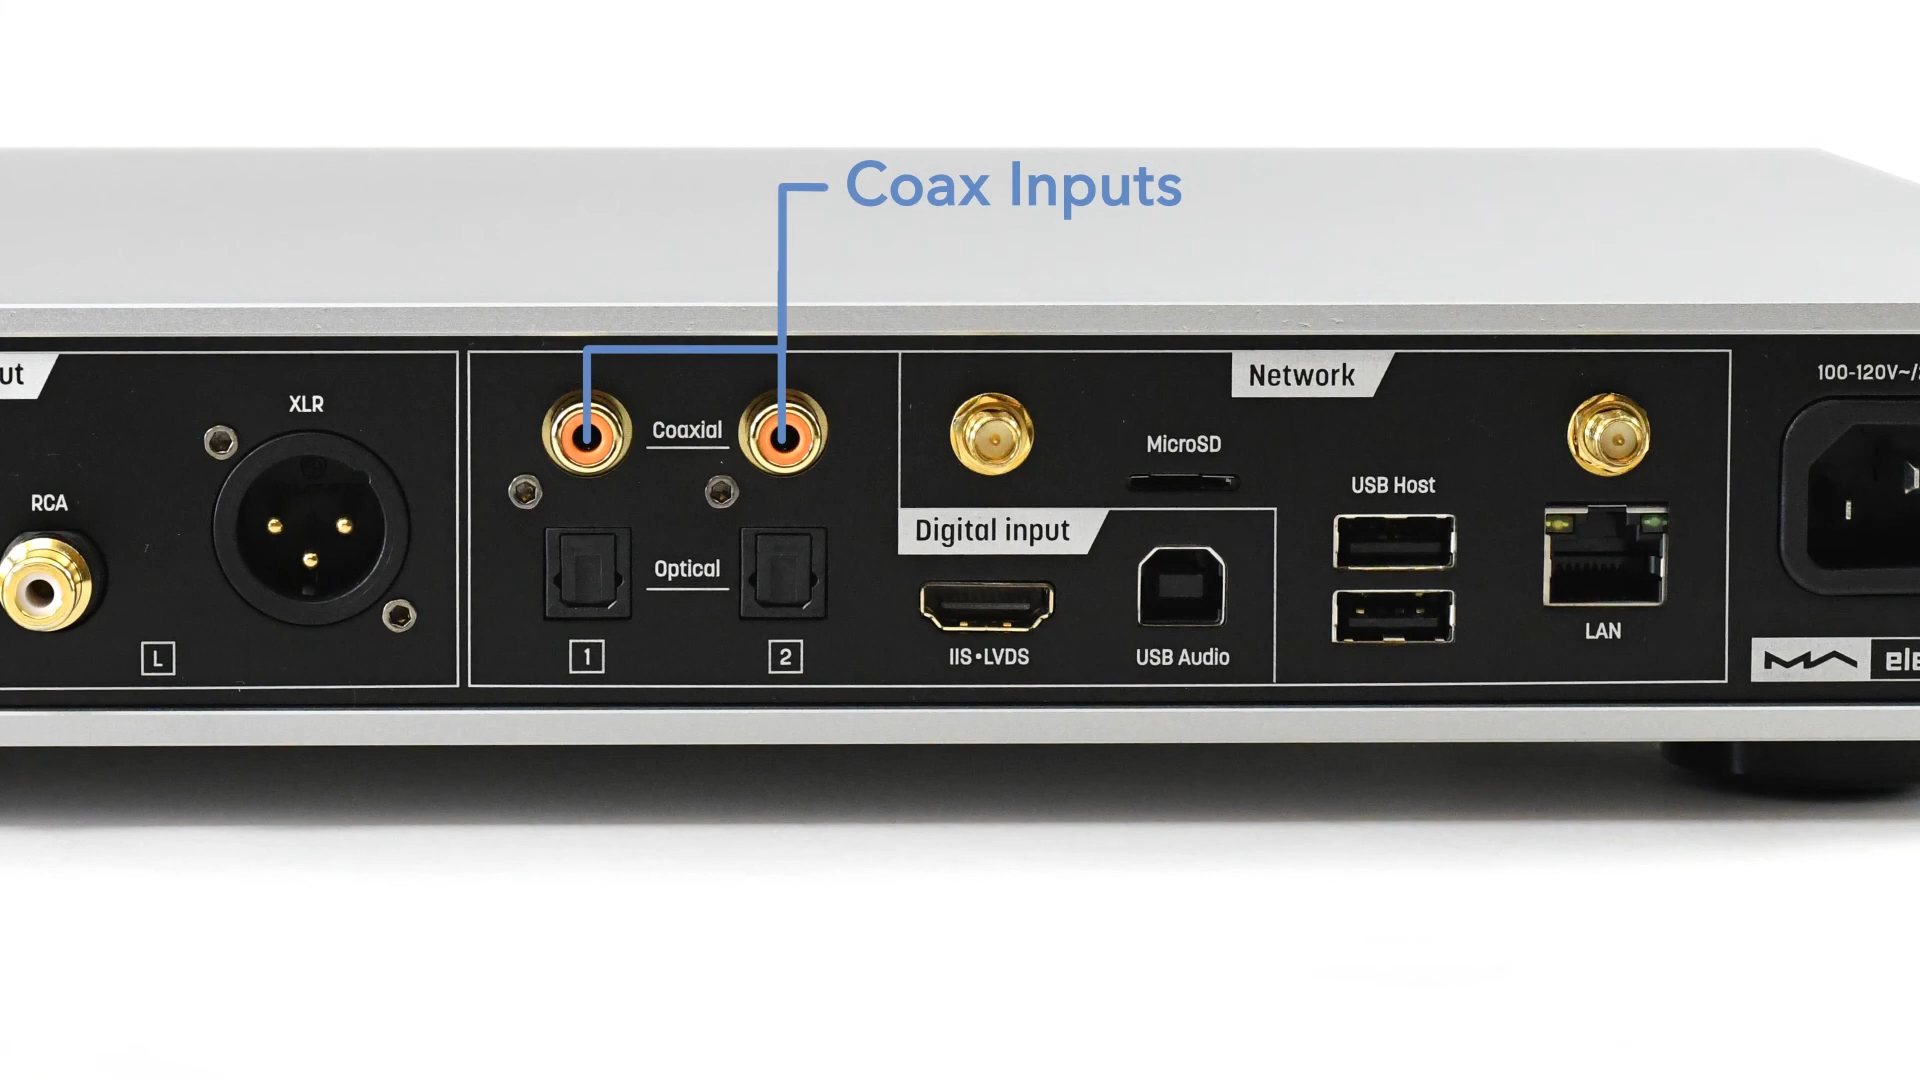 Coax Inputs
ut
XLR
RCA
L
Coaxial
Optical
1
2
Digital input
IIS•LVDS
USB Audio
MicroSD
Network
USB Host
LAN
100-120V~/
ele